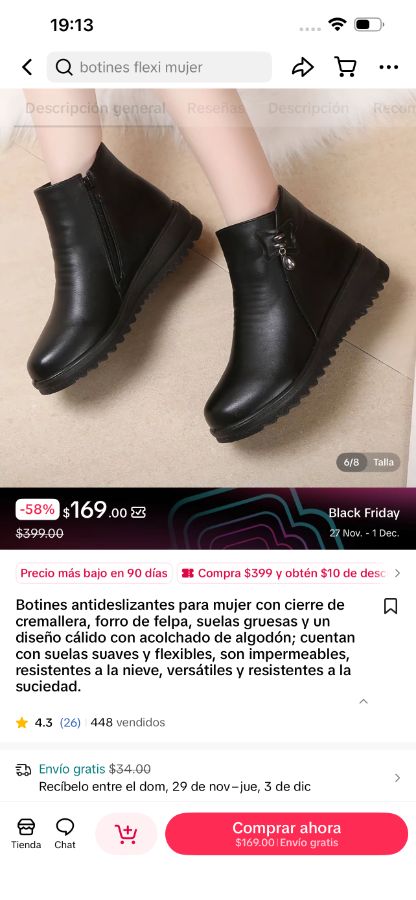 19:13
botines flexi mujer
Descripción general Reseñas Descripción Recom
6/8 Talla
-58% $169.00
$399.00
Black Friday
27 Nov. - 1 Dec.
Precio más bajo en 90 días
Compra $399 y obtén $10 de desc
Botines antideslizantes para mujer con cierre de
cremallera, forro de felpa, suelas gruesas y un
diseño cálido con acolchado de algodón; cuentan
con suelas suaves y flexibles, son impermeables,
resistentes a la nieve, versátiles y resistentes a la
suciedad.
4.3 (26) 448 vendidos
Envío gratis $34.00
Recíbelo entre el dom, 29 de nov–jue, 3 de dic
Tienda
Chat
Comprar ahora
$169.00 | Envío gratis